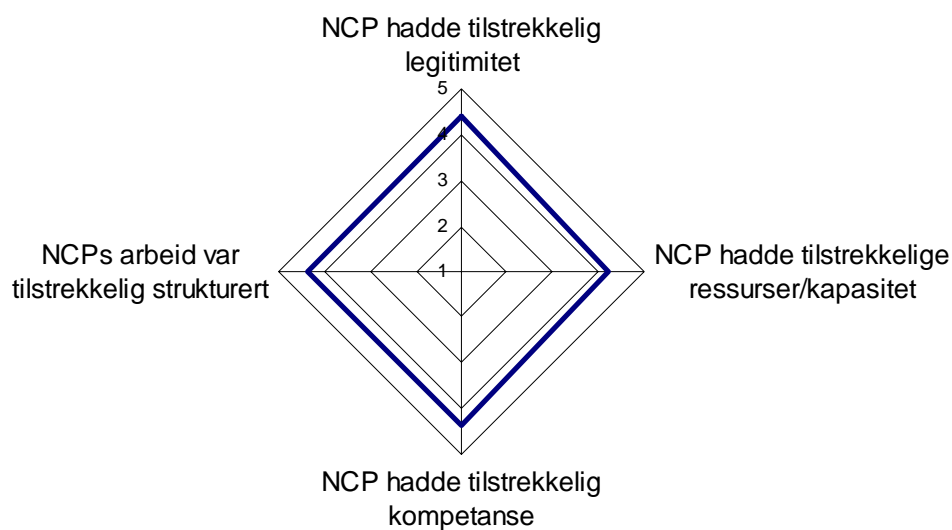 NCP hadde tilstrekkelig
legitimitet
5
4
3
2
1
NCPs arbeid var
tilstrekkelig strukturert
NCP hadde tilstrekkelige
ressurser/kapasitet
NCP hadde tilstrekkelig
kompetanse